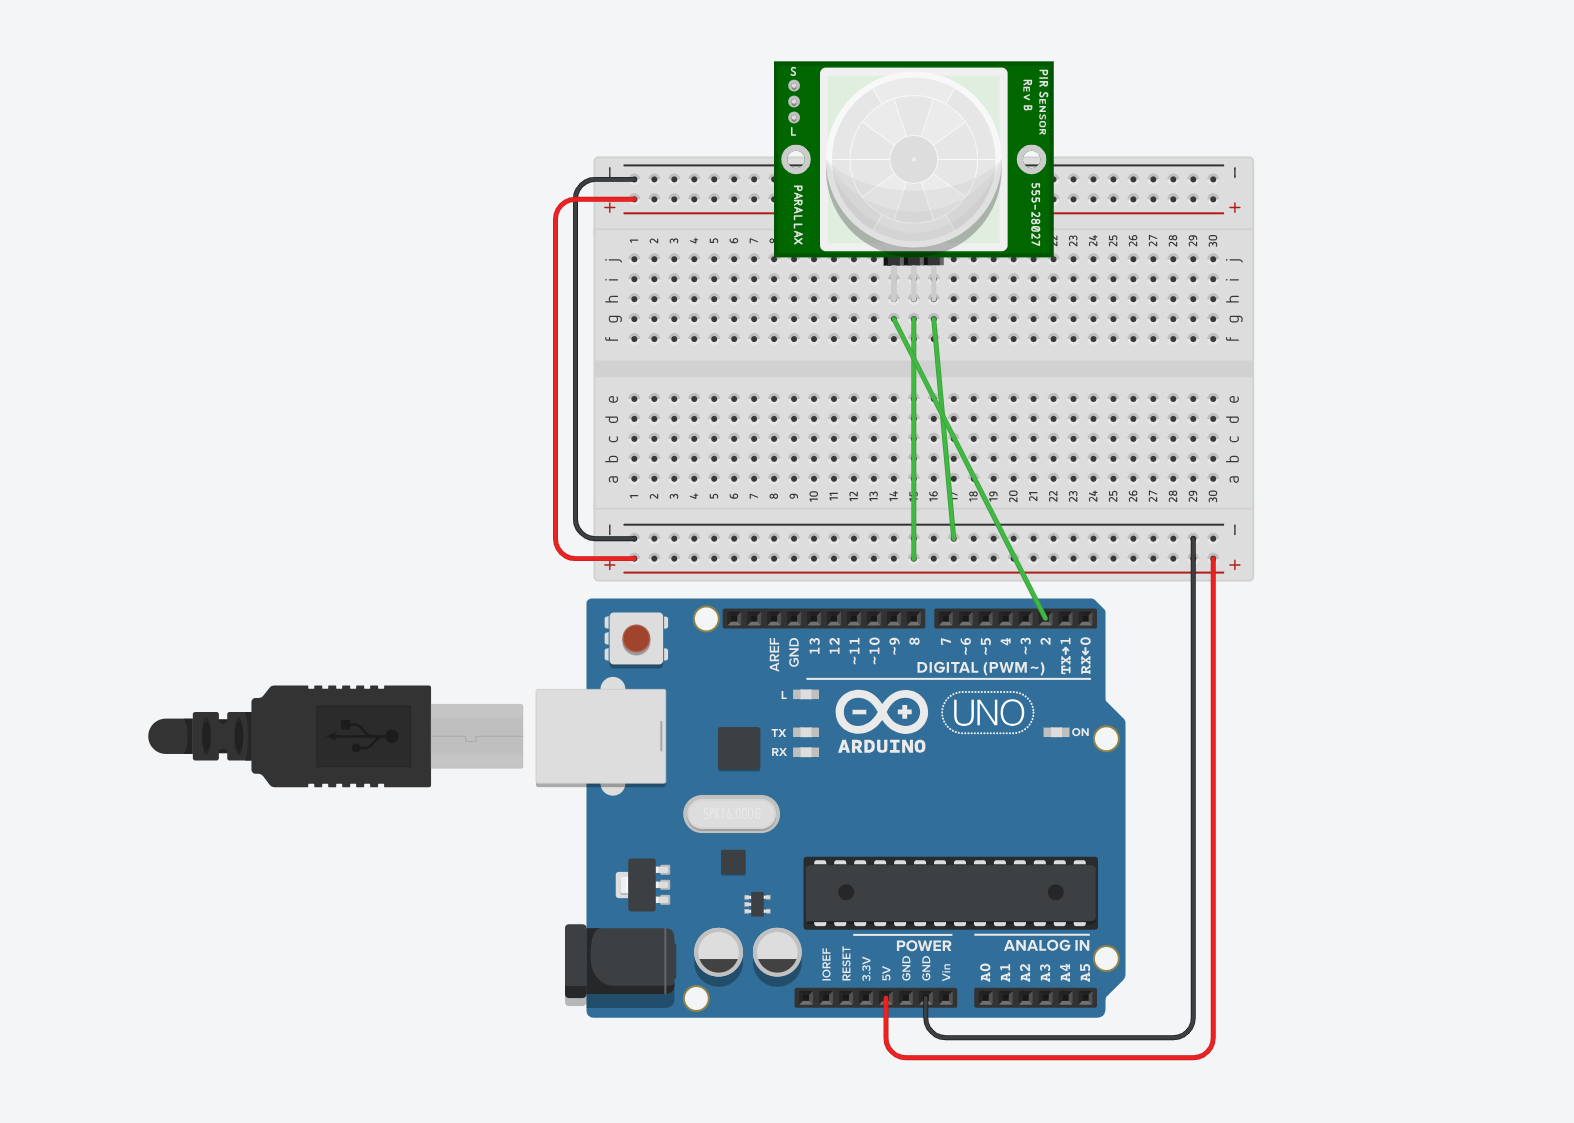 S
L
PARALLAX
PIR SENSOR
REV B
555-28027
− −
+ +
1 2 3 4 5 6 7 8 22 23 24 25 26 27 28 29 30
j j
i i
h h
g g
f f
e e
d d
c c
b b
a a
1 2 3 4 5 6 7 8 9 10 11 12 13 14 15 16 17 18 19 20 21 22 23 24 25 26 27 28 29 30
− −
+ +
AREF GND 13 12 ~11 ~10 ~9 8 7 ~6 ~5 4 ~3 2 TX→1 RX←0
DIGITAL (PWM~)
L
TX
RX
ARDUINO
UNO
ON
SPK16.000G
POWER
ANALOG IN
IOREF RESET 3.3V 5V GND GND Vin A0 A1 A2 A3 A4 A5